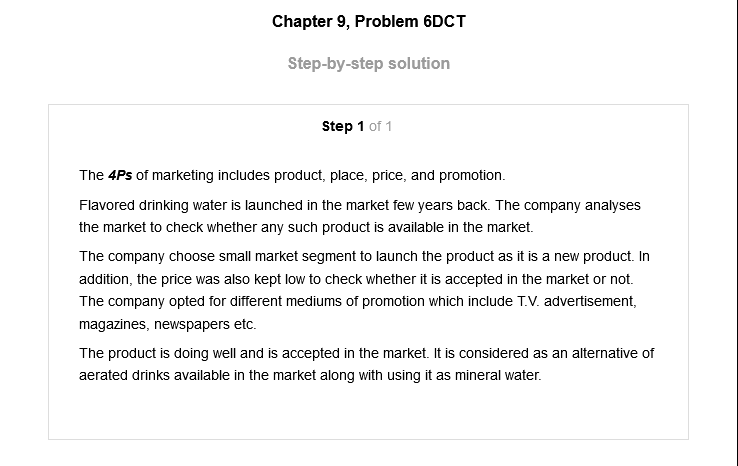 Chapter 9, Problem 6DCT
Step-by-step solution
Step 1 of 1
The 4Ps of marketing includes product, place, price, and promotion.
Flavored drinking water is launched in the market few years back. The company analyses
the market to check whether any such product is available in the market.
The company choose small market segment to launch the product as it is a new product. In
addition, the price was also kept low to check whether it is accepted in the market or not.
The company opted for different mediums of promotion which include T.V. advertisement,
magazines, newspapers etc.
The product is doing well and is accepted in the market. It is considered as an alternative of
aerated drinks available in the market along with using it as mineral water.